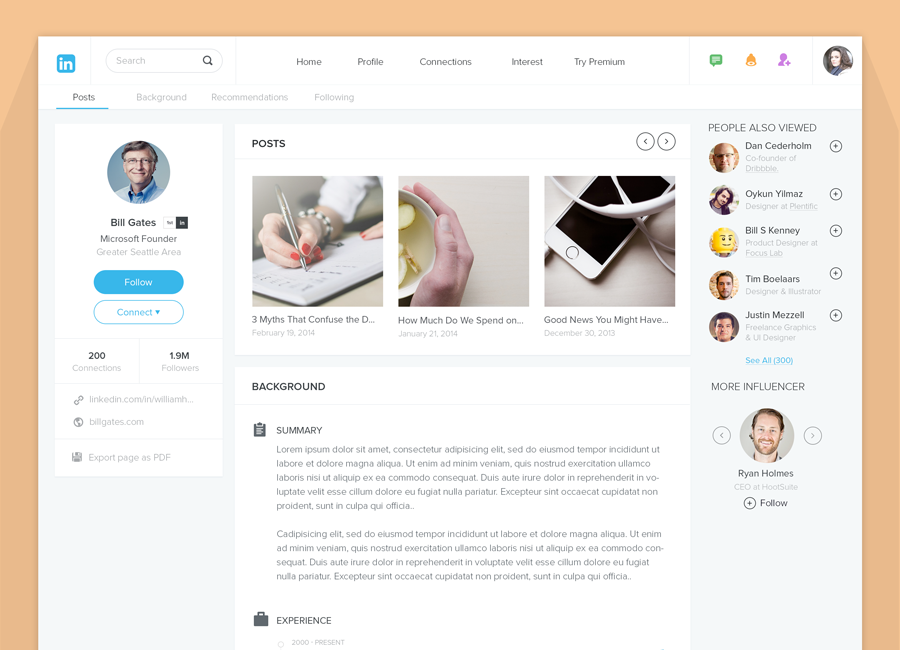 in
Search
Home
Profile
Connections
Interest
Try Premium
Posts
Background
Recommendations
Following
Bill Gates
1st
in
Microsoft Founder
Greater Seattle Area
Follow
Connect ▾
200
Connections
1.9M
Followers
linkedin.com/in/williamh...
billgates.com
Export page as PDF
POSTS
3 Myths That Confuse the D...
February 19, 2014
How Much Do We Spend on...
January 21, 2014
Good News You Might Have...
December 30, 2013
BACKGROUND
SUMMARY
Lorem ipsum dolor sit amet, consectetur adipisicing elit, sed do eiusmod tempor incididunt ut
labore et dolore magna aliqua. Ut enim ad minim veniam, quis nostrud exercitation ullamco
laboris nisi ut aliquip ex ea commodo consequat. Duis aute irure dolor in reprehenderit in vo-
luptate velit esse cillum dolore eu fugiat nulla pariatur. Excepteur sint occaecat cupidatat non
proident, sunt in culpa qui officia..
Cadipisicing elit, sed do eiusmod tempor incididunt ut labore et dolore magna aliqua. Ut enim
ad minim veniam, quis nostrud exercitation ullamco laboris nisi ut aliquip ex ea commodo con-
sequat. Duis aute irure dolor in reprehenderit in voluptate velit esse cillum dolore eu fugiat
nulla pariatur. Excepteur sint occaecat cupidatat non proident, sunt in culpa qui officia..
EXPERIENCE
2000 - PRESENT
PEOPLE ALSO VIEWED
Dan Cederholm
Co-founder of
Dribbble.
Oykun Yilmaz
Designer at Pientific
Bill S Kenney
Product Designer at
Focus Lab
Tim Boelaars
Designer & Illustrator
Justin Mezzell
Freelance Graphics
& UI Designer
See All (300)
MORE INFLUENCER
Ryan Holmes
CEO at HootSuite
Follow